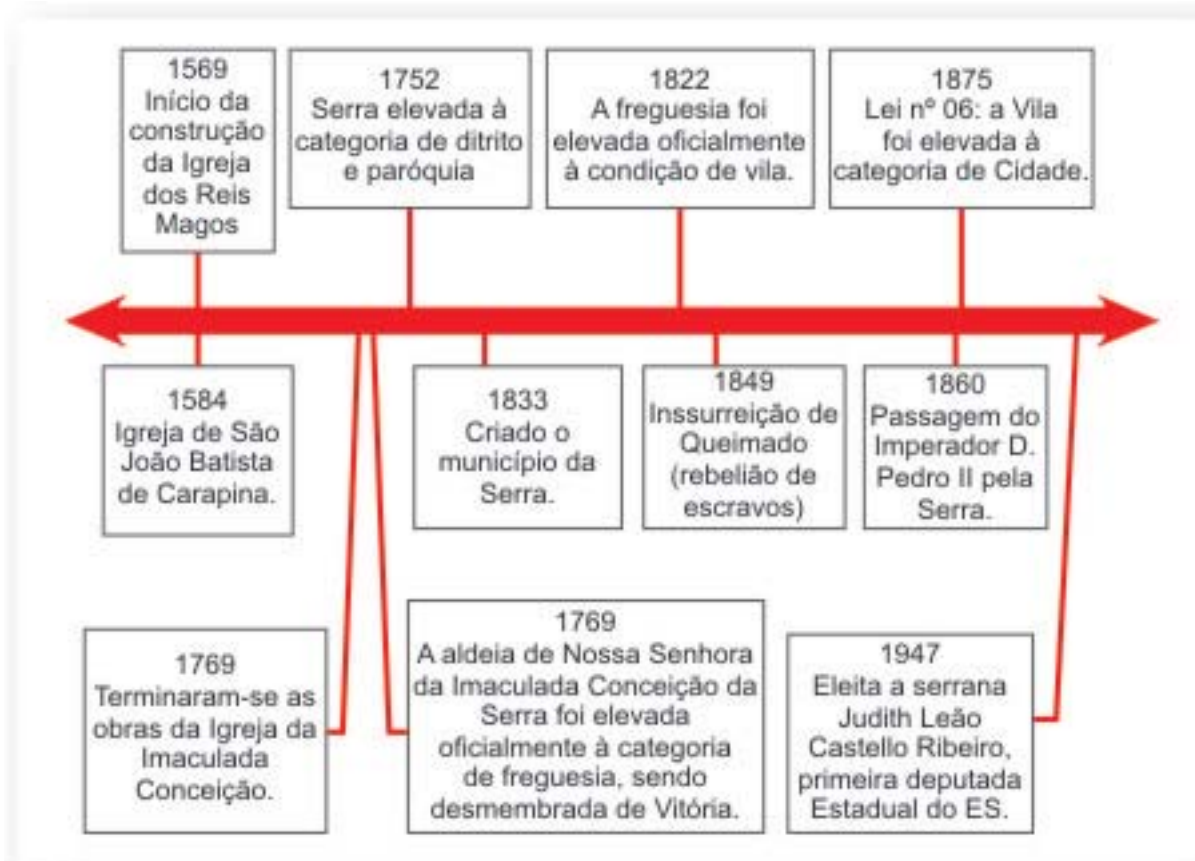 1569
Início da
construção
da Igreja
dos Reis
Magos
1752
Serra elevada à
categoria de ditrito
e paróquia
1822
A freguesia foi
elevada oficialmente
à condição de vila.
1875
Lei nº 06: a Vila
foi elevada à
categoria de Cidade.
1584
Igreja de São
João Batista
de Carapina.
1833
Criado o
município da
Serra.
1849
Inssurreição de
Queimado
(rebelião de
escravos)
1860
Passagem do
Imperador D.
Pedro II pela
Serra.
1769
Terminaram-se as
obras da Igreja da
Imaculada
Conceição.
1769
A aldeia de Nossa Senhora
da Imaculada Conceição da
Serra foi elevada
oficialmente à categoria
de freguesia, sendo
desmembrada de Vitória.
1947
Eleita a serrana
Judith Leão
Castello Ribeiro,
primeira deputada
Estadual do ES.